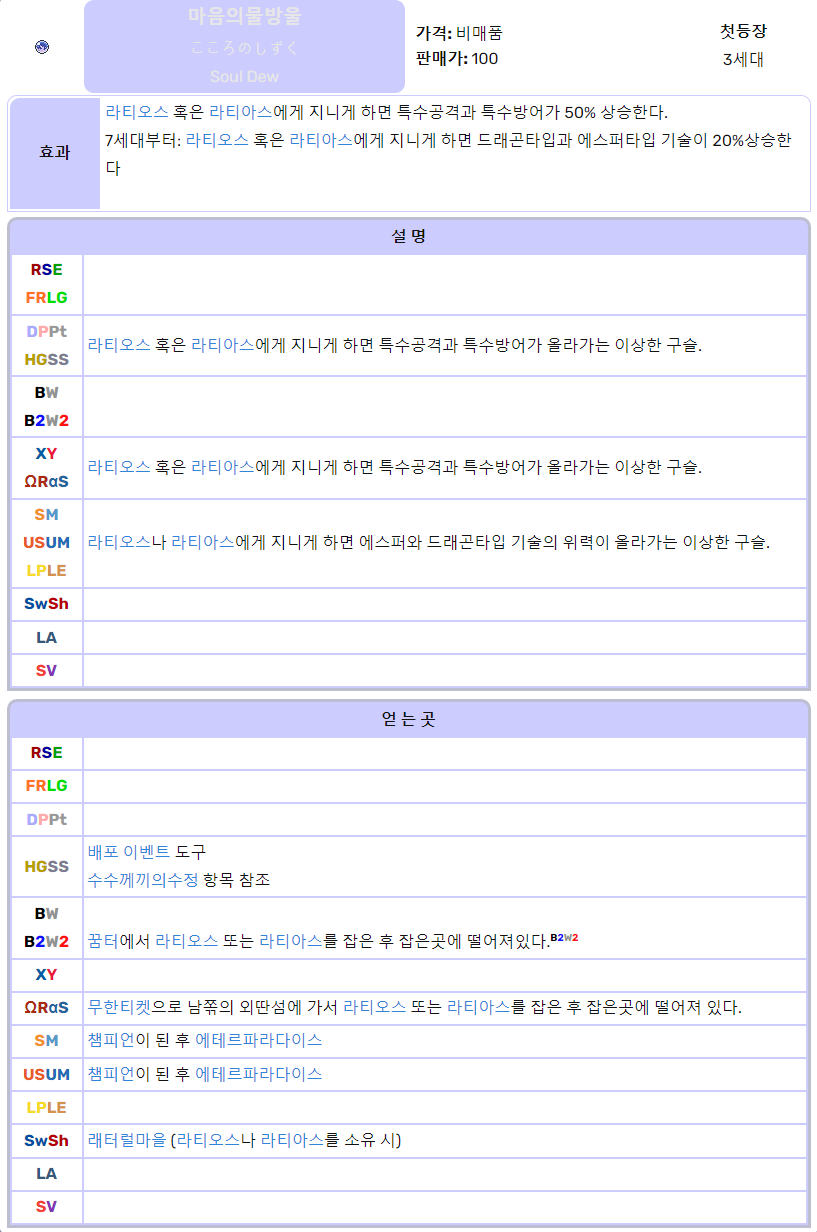 마음의물방울
こころのしずく
Soul Dew
가격: 비매품
판매가: 100
첫등장
3세대
효과
라티오스 혹은 라티아스에게 지니게 하면 특수공격과 특수방어가 50% 상승한다.
7세대부터: 라티오스 혹은 라티아스에게 지니게 하면 드래곤타입과 에스퍼타입 기술이 20%상승한
다
설 명
RSE
FRLG
DPPt
HGSS
라티오스 혹은 라티아스에게 지니게 하면 특수공격과 특수방어가 올라가는 이상한 구슬.
BW
B2W2
XY
ΩRαS
라티오스 혹은 라티아스에게 지니게 하면 특수공격과 특수방어가 올라가는 이상한 구슬.
SM
USUM
LPLE
라티오스나 라티아스에게 지니게 하면 에스퍼와 드래곤타입 기술의 위력이 올라가는 이상한 구슬.
SwSh
LA
SV
얻 는 곳
RSE
FRLG
DPPt
HGSS
배포 이벤트 도구
수수께끼의수정 항목 참조
BW
B2W2
꿈터에서 라티오스 또는 라티아스를 잡은 후 잡은곳에 떨어져있다.B2W2
XY
ΩRαS
무한티켓으로 남쪾의 외딴섬에 가서 라티오스 또는 라티아스를 잡은 후 잡은곳에 떨어져 있다.
SM
챔피언이 된 후 에테르파라다이스
USUM
챔피언이 된 후 에테르파라다이스
LPLE
SwSh
래터럴마을 (라티오스나 라티아스를 소유 시)
LA
SV